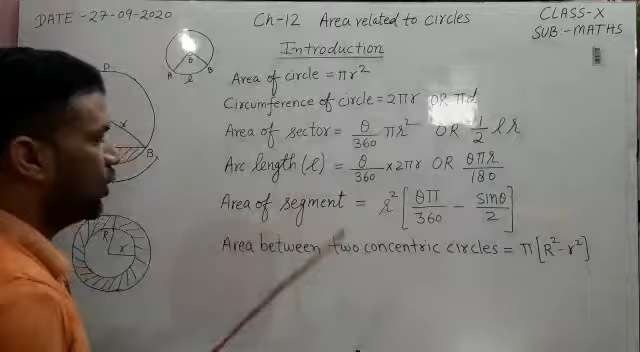 DATE - 27-09-2020
Ch-12 Area related to circles
CLASS-X
SUB:- MATHS
Introduction
Area of circle = πr²
Circumference of circle = 2πr OR πd
Area of sector = θ/360 πr² OR 1/2 lr
Arc length (l) = θ/360 × 2πr OR θπr/180
Area of segment = r² [θπ/360 - sinθ/2]
Area between two concentric circles = π[R² - r²]
θ
A B
l
P
r
B
R
r